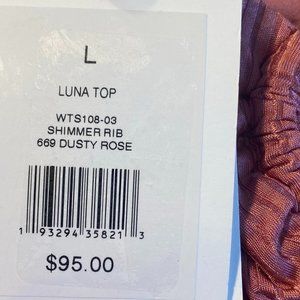 L
LUNA TOP
WTS108-03
SHIMMER RIB
669 DUSTY ROSE
1 93294 35821 3
$95.00